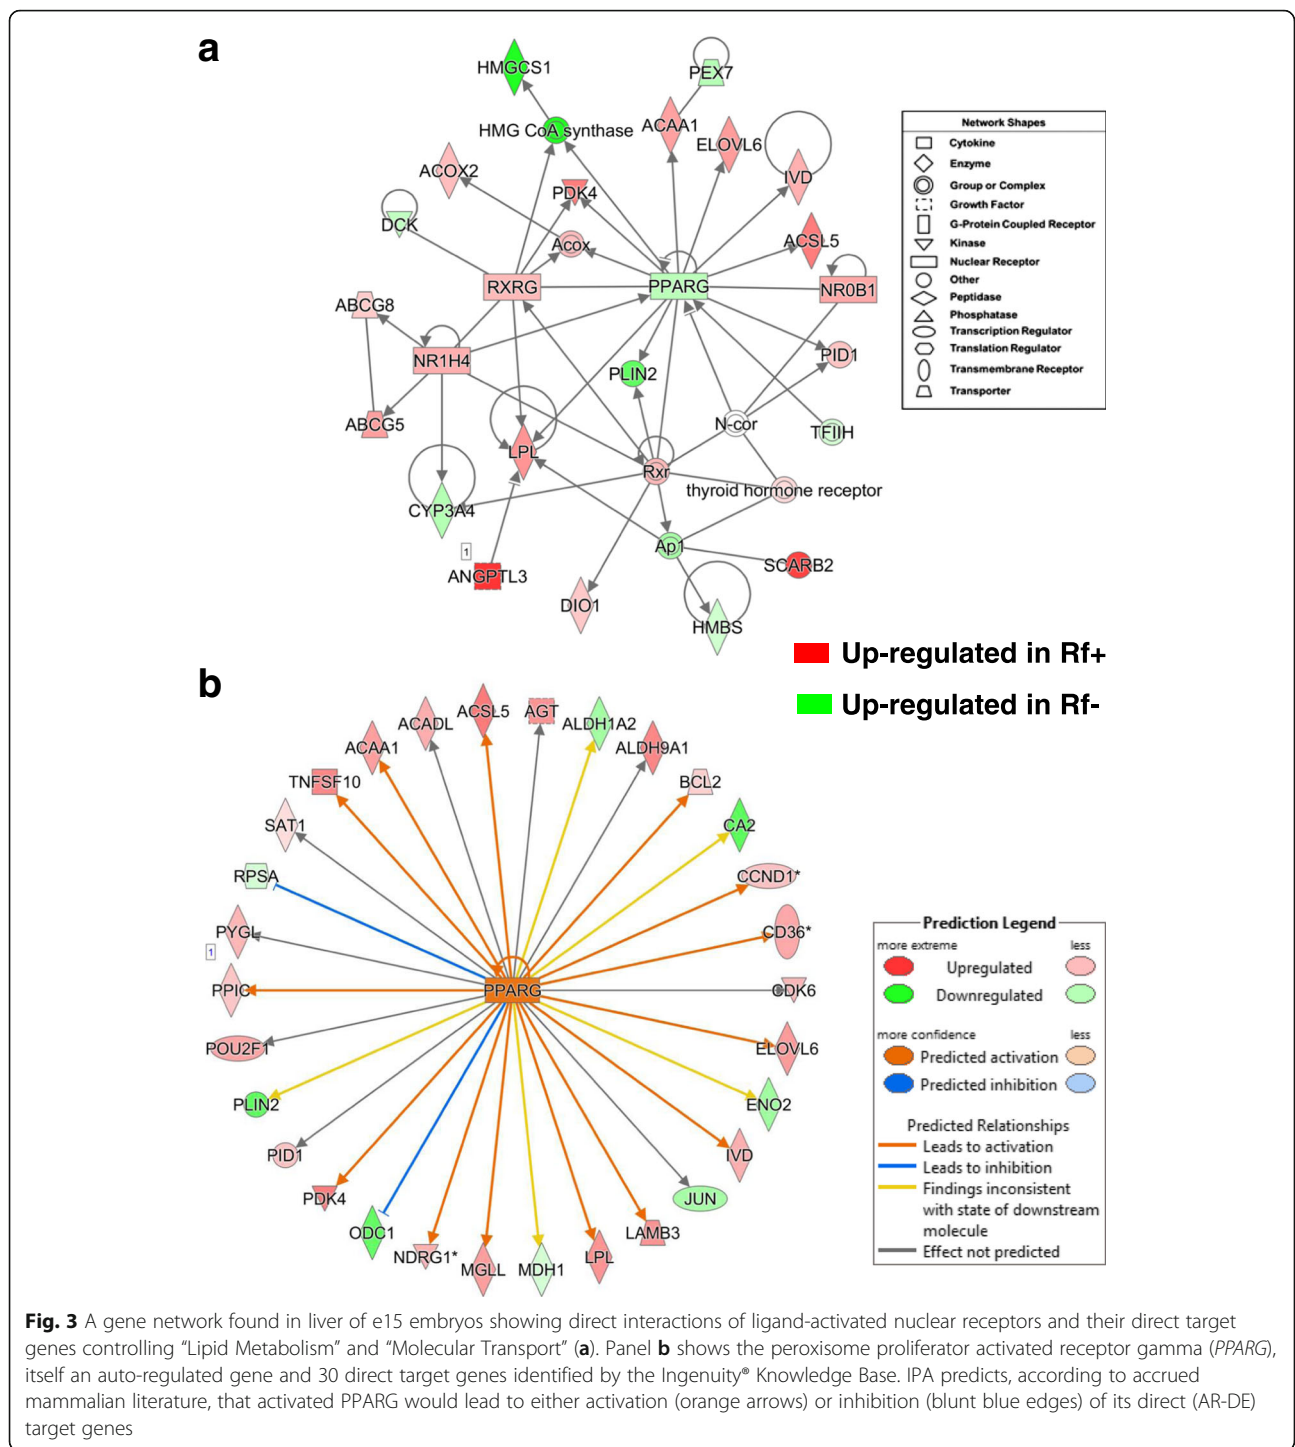 a
HMGCS1
PEX7
HMG CoA synthase
ACAA1
ELOVL6
ACOX2
IVD
PDK4
DCK
Acox
ACSL5
RXRG
PPARG
NR0B1
ABCG8
NR1H4
PID1
PLIN2
ABCG5
N-cor
TFIIH
LPL
Rxr
thyroid hormone receptor
CYP3A4
Ap1
1
ANGPTL3
SCARB2
DIO1
HMBS
Network Shapes
Cytokine
Enzyme
Group or Complex
Growth Factor
G-Protein Coupled Receptor
Kinase
Nuclear Receptor
Other
Peptidase
Phosphatase
Transcription Regulator
Translation Regulator
Transmembrane Receptor
Transporter
Up-regulated in Rf+
Up-regulated in Rf-
b
ACSL5
AGT
ACADL
ALDH1A2
ACAA1
ALDH9A1
TNFSF10
BCL2
SAT1
CA2
RPSA
CCND1*
PYGL
CD36*
1
PPIC
PPARG
CDK6
POU2F1
ELOVL6
PLIN2
ENO2
PID1
IVD
PDK4
JUN
ODC1
LAMB3
NDRG1*
MGLL
MDH1
LPL
Prediction Legend
more extreme less
Upregulated
Downregulated
more confidence less
Predicted activation
Predicted inhibition
Predicted Relationships
Leads to activation
Leads to inhibition
Findings inconsistent
with state of downstream
molecule
Effect not predicted
Fig. 3 A gene network found in liver of e15 embryos showing direct interactions of ligand-activated nuclear receptors and their direct target
genes controlling “Lipid Metabolism” and “Molecular Transport” (a). Panel b shows the peroxisome proliferator activated receptor gamma (PPARG),
itself an auto-regulated gene and 30 direct target genes identified by the Ingenuity® Knowledge Base. IPA predicts, according to accrued
mammalian literature, that activated PPARG would lead to either activation (orange arrows) or inhibition (blunt blue edges) of its direct (AR-DE)
target genes